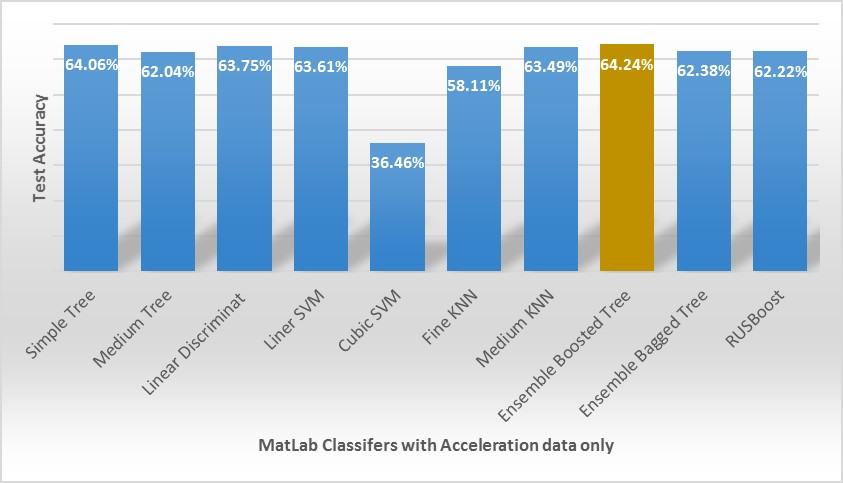 64.06%
62.04%
63.75%
63.61%
36.46%
58.11%
63.49%
64.24%
62.38%
62.22%
Test Accuracy
Simple Tree
Medium Tree
Linear Discriminat
Liner SVM
Cubic SVM
Fine KNN
Medium KNN
Ensemble Boosted Tree
Ensemble Bagged Tree
RUSBoost
MatLab Classifers with Acceleration data only